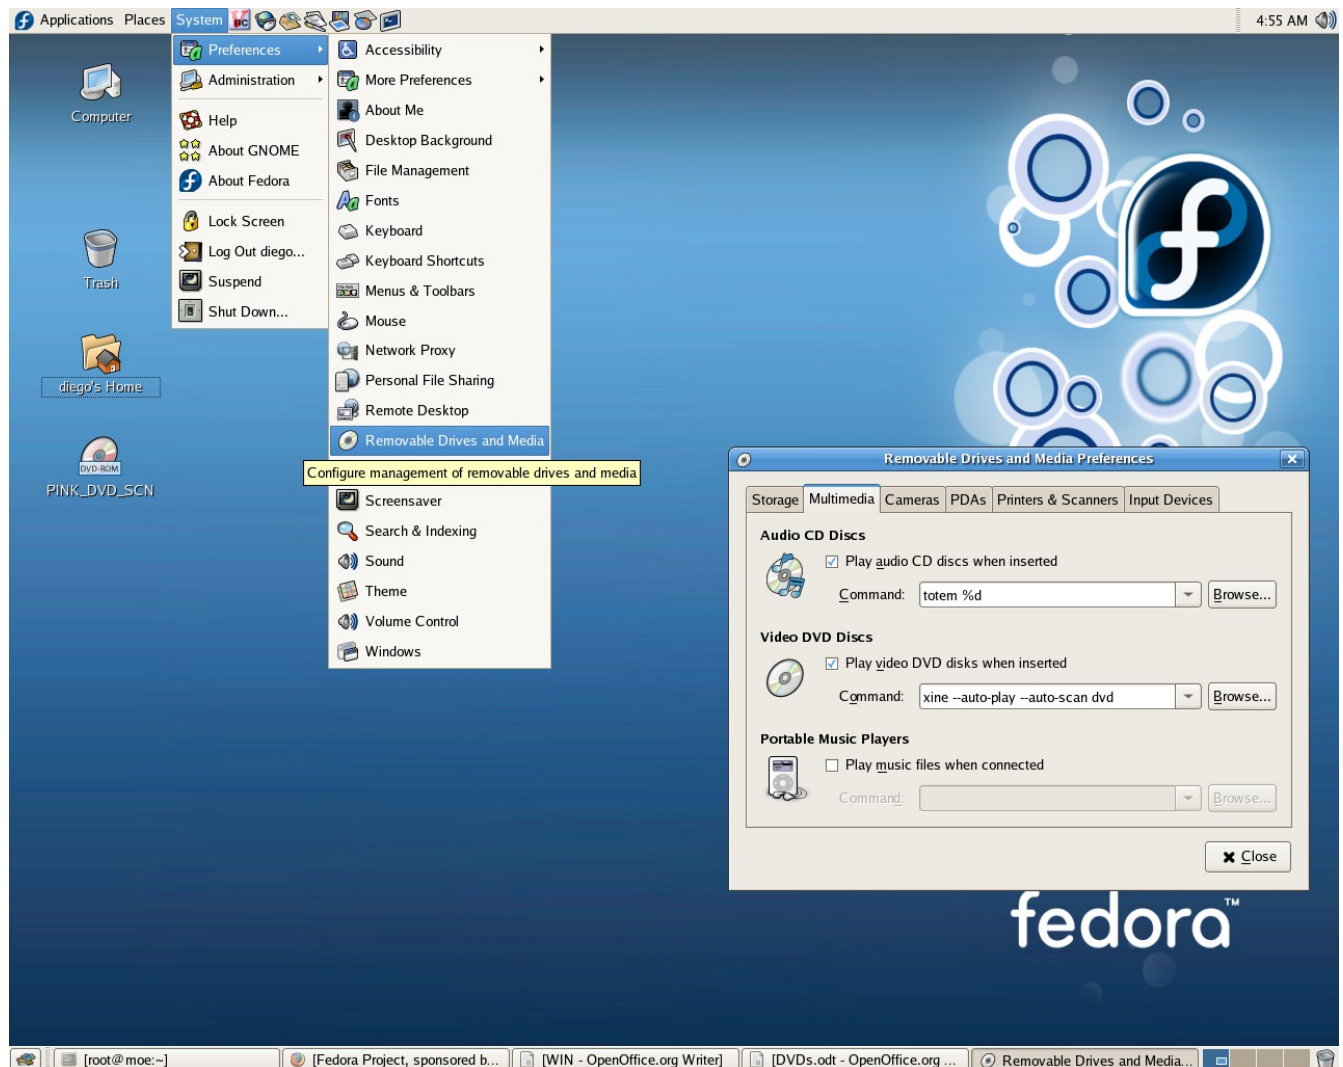 Applications Places System 4:55 AM
Preferences
Administration
Help
About GNOME
About Fedora
Lock Screen
Log Out diego...
Suspend
Shut Down...
Accessibility
More Preferences
About Me
Desktop Background
File Management
Fonts
Keyboard
Keyboard Shortcuts
Menus & Toolbars
Mouse
Network Proxy
Personal File Sharing
Remote Desktop
Removable Drives and Media
Configure management of removable drives and media
Screensaver
Search & Indexing
Sound
Theme
Volume Control
Windows
Computer
Trash
diego's Home
DVD-ROM
PINK_DVD_SCN
Removable Drives and Media Preferences
Storage Multimedia Cameras PDAs Printers & Scanners Input Devices
Audio CD Discs
Play audio CD discs when inserted
Command: totem %d Browse...
Video DVD Discs
Play video DVD disks when inserted
Command: xine --auto-play --auto-scan dvd Browse...
Portable Music Players
Play music files when connected
Command: Browse...
Close
fedora™
[root@moe:~] [Fedora Project, sponsored b... [WIN - OpenOffice.org Writer] [DVDs.odt - OpenOffice.org ... Removable Drives and Media...